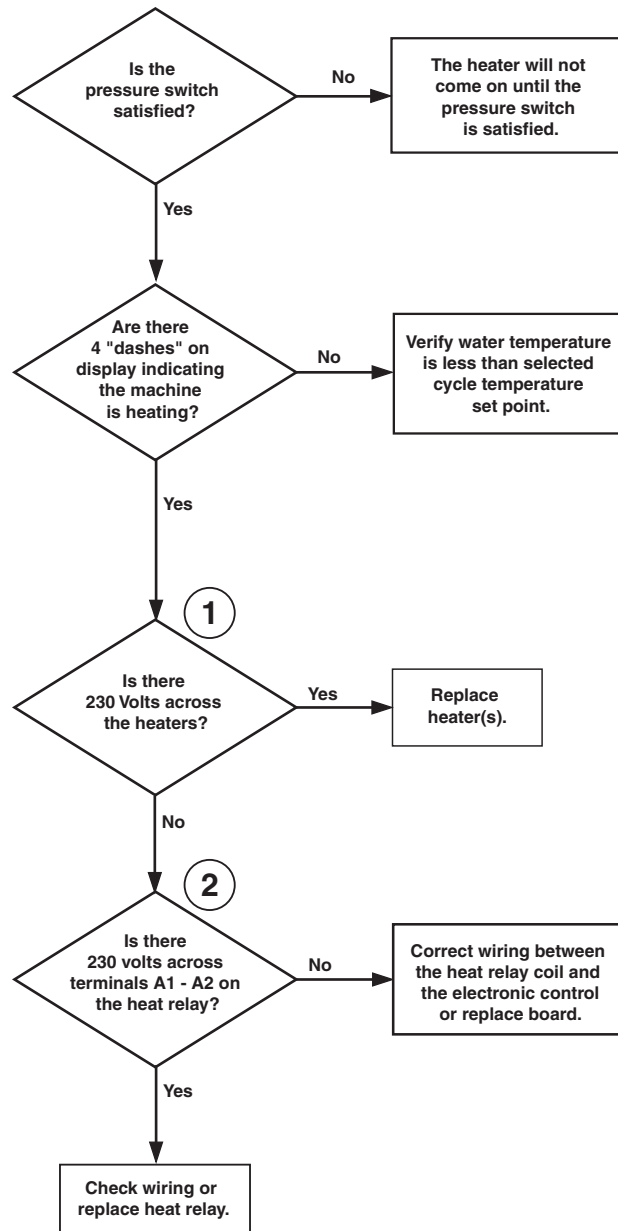 Is the
pressure switch
satisfied?
No
The heater will not
come on until the
pressure switch
is satisfied.
Yes
Are there
4 "dashes" on
display indicating
the machine
is heating?
No
Verify water temperature
is less than selected
cycle temperature
set point.
Yes
1
Is there
230 Volts across
the heaters?
Yes
Replace
heater(s).
No
2
Is there
230 volts across
terminals A1 - A2 on
the heat relay?
No
Correct wiring between
the heat relay coil and
the electronic control
or replace board.
Yes
Check wiring or
replace heat relay.